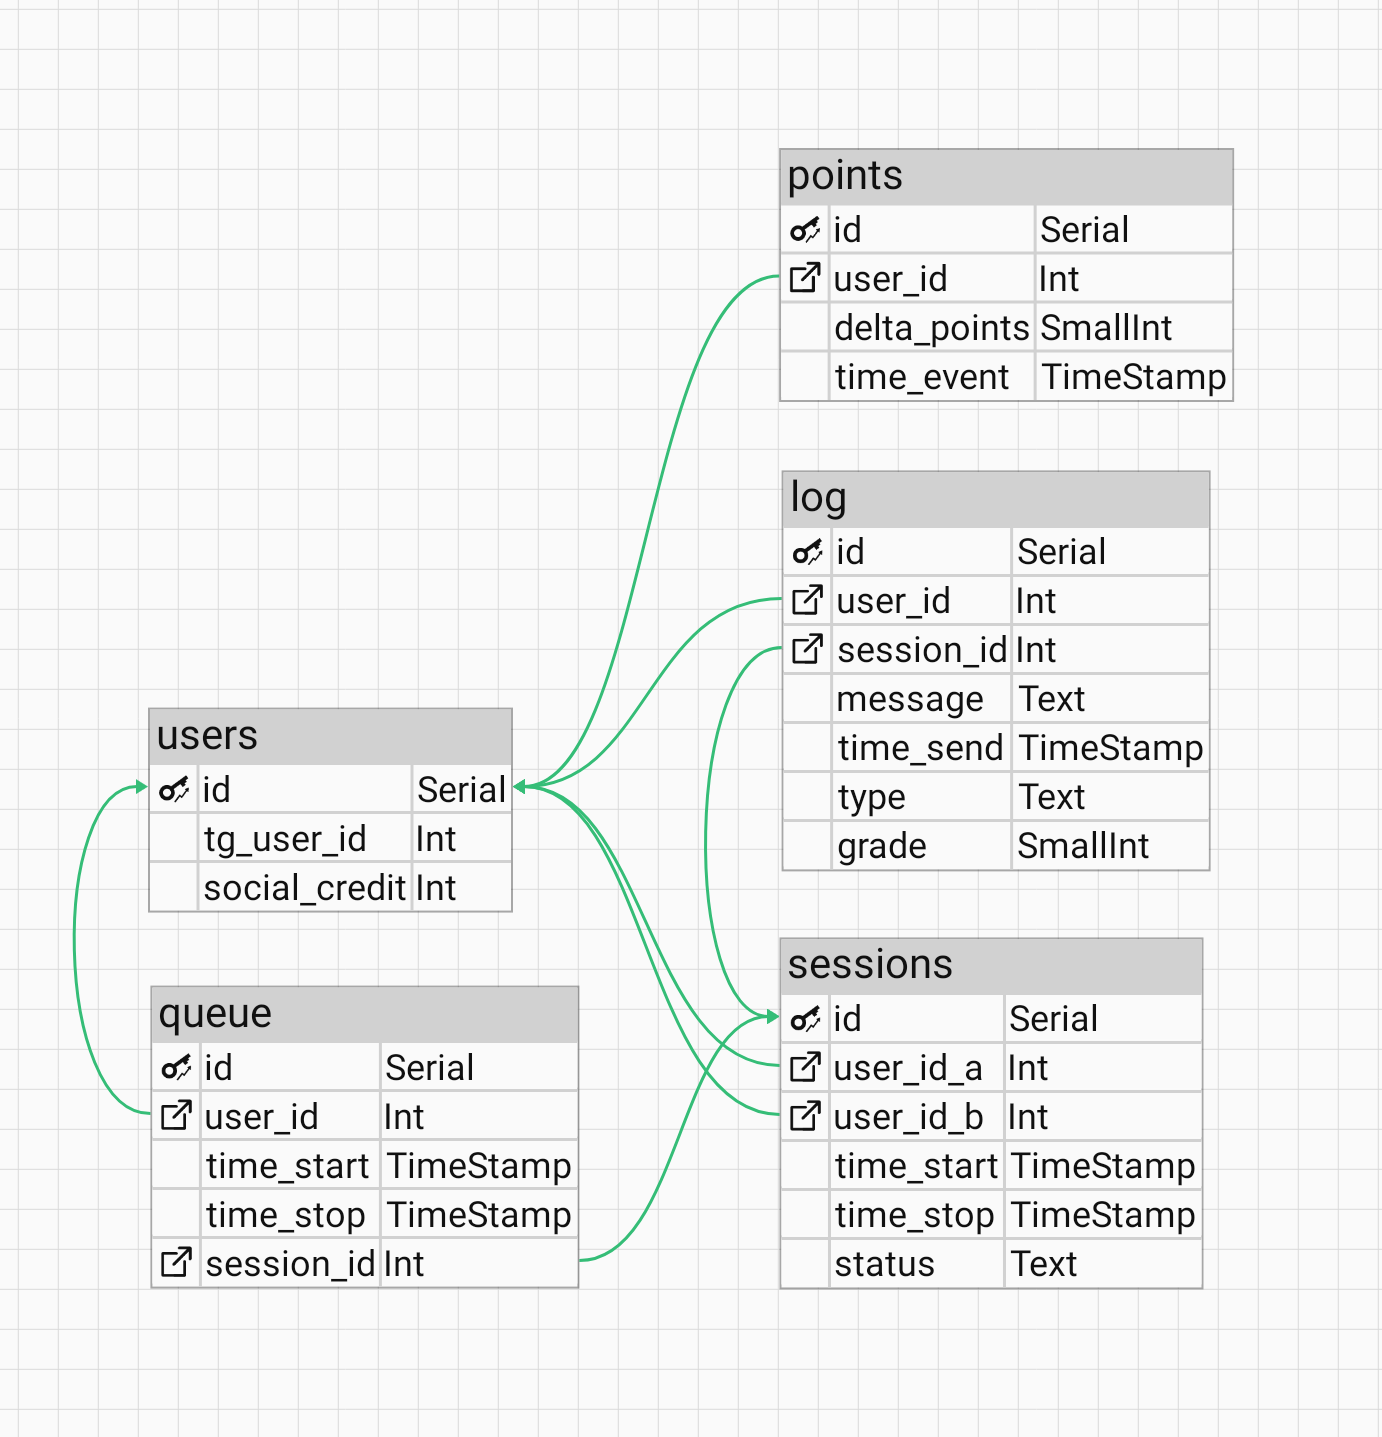 points
id Serial
user_id Int
delta_points SmallInt
time_event TimeStamp
log
id Serial
user_id Int
session_id Int
message Text
time_send TimeStamp
type Text
grade SmallInt
users
id Serial
tg_user_id Int
social_credit Int
queue
id Serial
user_id Int
time_start TimeStamp
time_stop TimeStamp
session_id Int
sessions
id Serial
user_id_a Int
user_id_b Int
time_start TimeStamp
time_stop TimeStamp
status Text